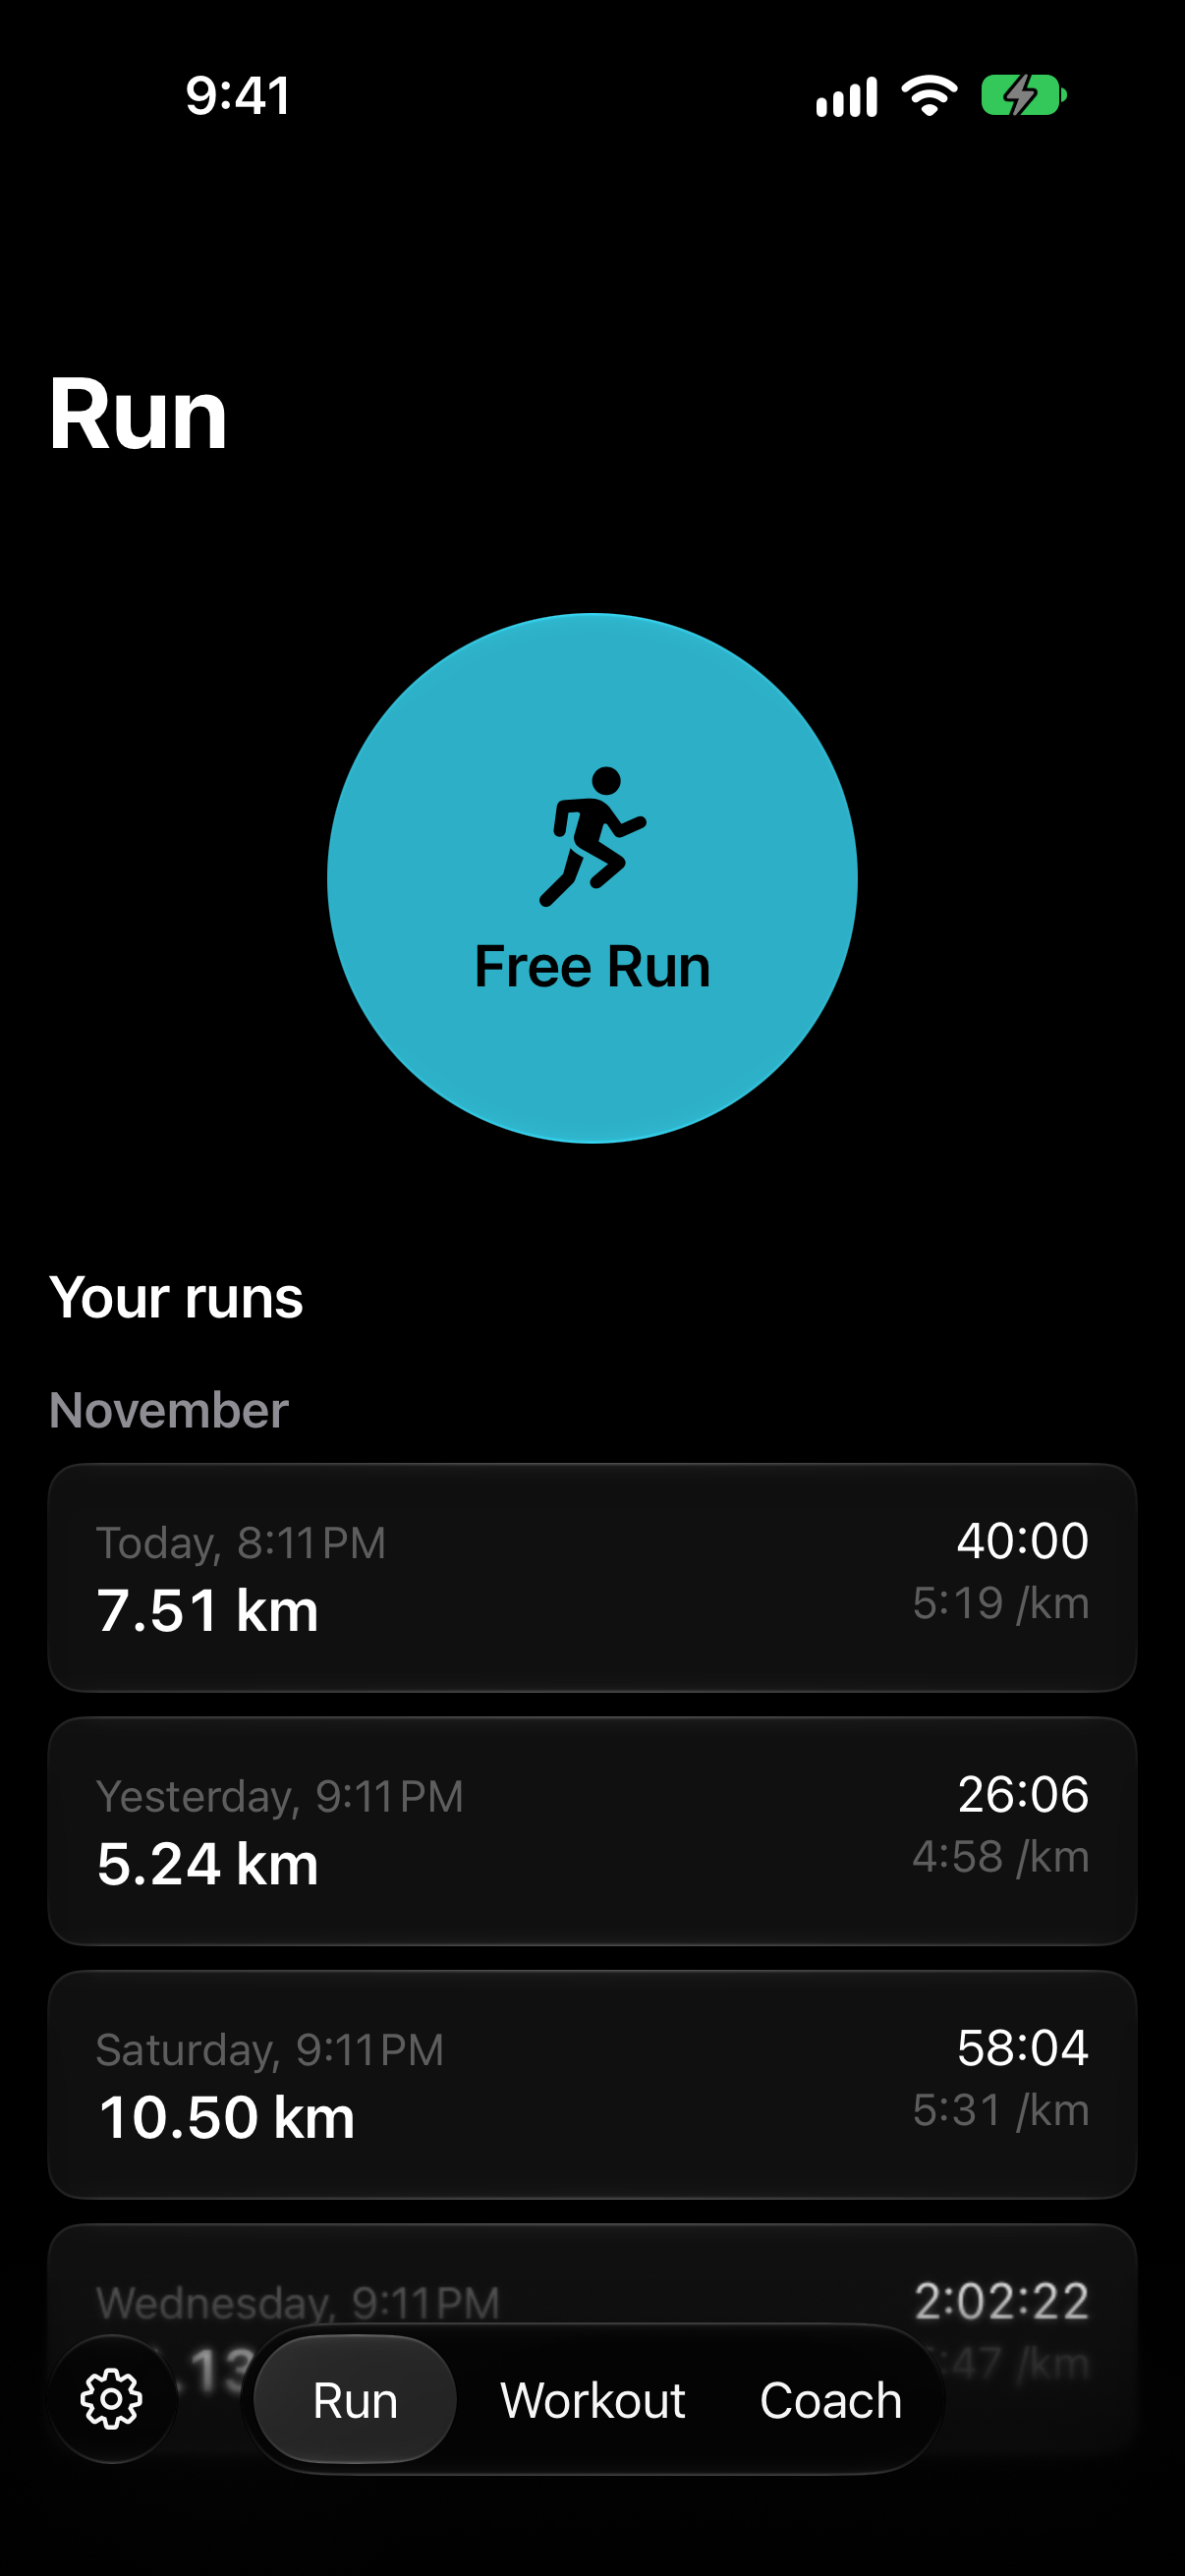 9:41
Run
Free Run
Your runs
November
Today, 8:11 PM
40:00
7.51 km
5:19 /km
Yesterday, 9:11 PM
26:06
5.24 km
4:58 /km
Saturday, 9:11 PM
58:04
10.50 km
5:31 /km
Wednesday, 9:11 PM
2:02:22
Run
Workout
Coach